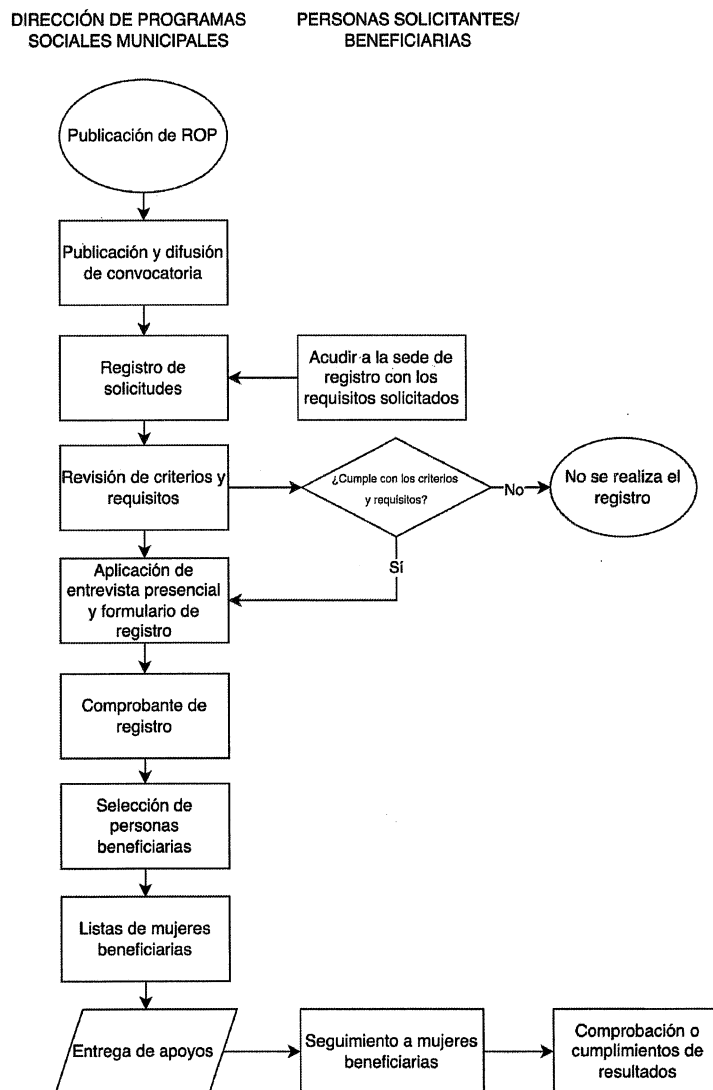 DIRECCIÓN DE PROGRAMAS
SOCIALES MUNICIPALES
PERSONAS SOLICITANTES/
BENEFICIARIAS
Publicación de ROP
Publicación y difusión
de convocatoria
Registro de
solicitudes
Acudir a la sede de
registro con los
requisitos solicitados
Revisión de criterios y
requisitos
¿Cumple con los criterios
y requisitos?
No
No se realiza el
registro
Sí
Aplicación de
entrevista presencial
y formulario de
registro
Comprobante de
registro
Selección de
personas
beneficiarias
Listas de mujeres
beneficiarias
Entrega de apoyos
Seguimiento a mujeres
beneficiarias
Comprobación o
cumplimientos de
resultados